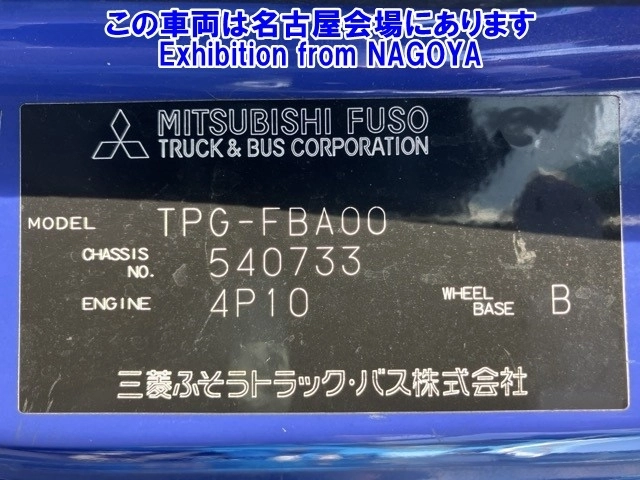 この車両は名古屋会場にあります
Exhibition from NAGOYA
MITSUBISHI FUSO
TRUCK & BUS CORPORATION
MODEL TPG-FBA00
CHASSIS NO. 540733
ENGINE 4P10 WHEEL BASE B
三菱ふそうトラック・バス株式会社